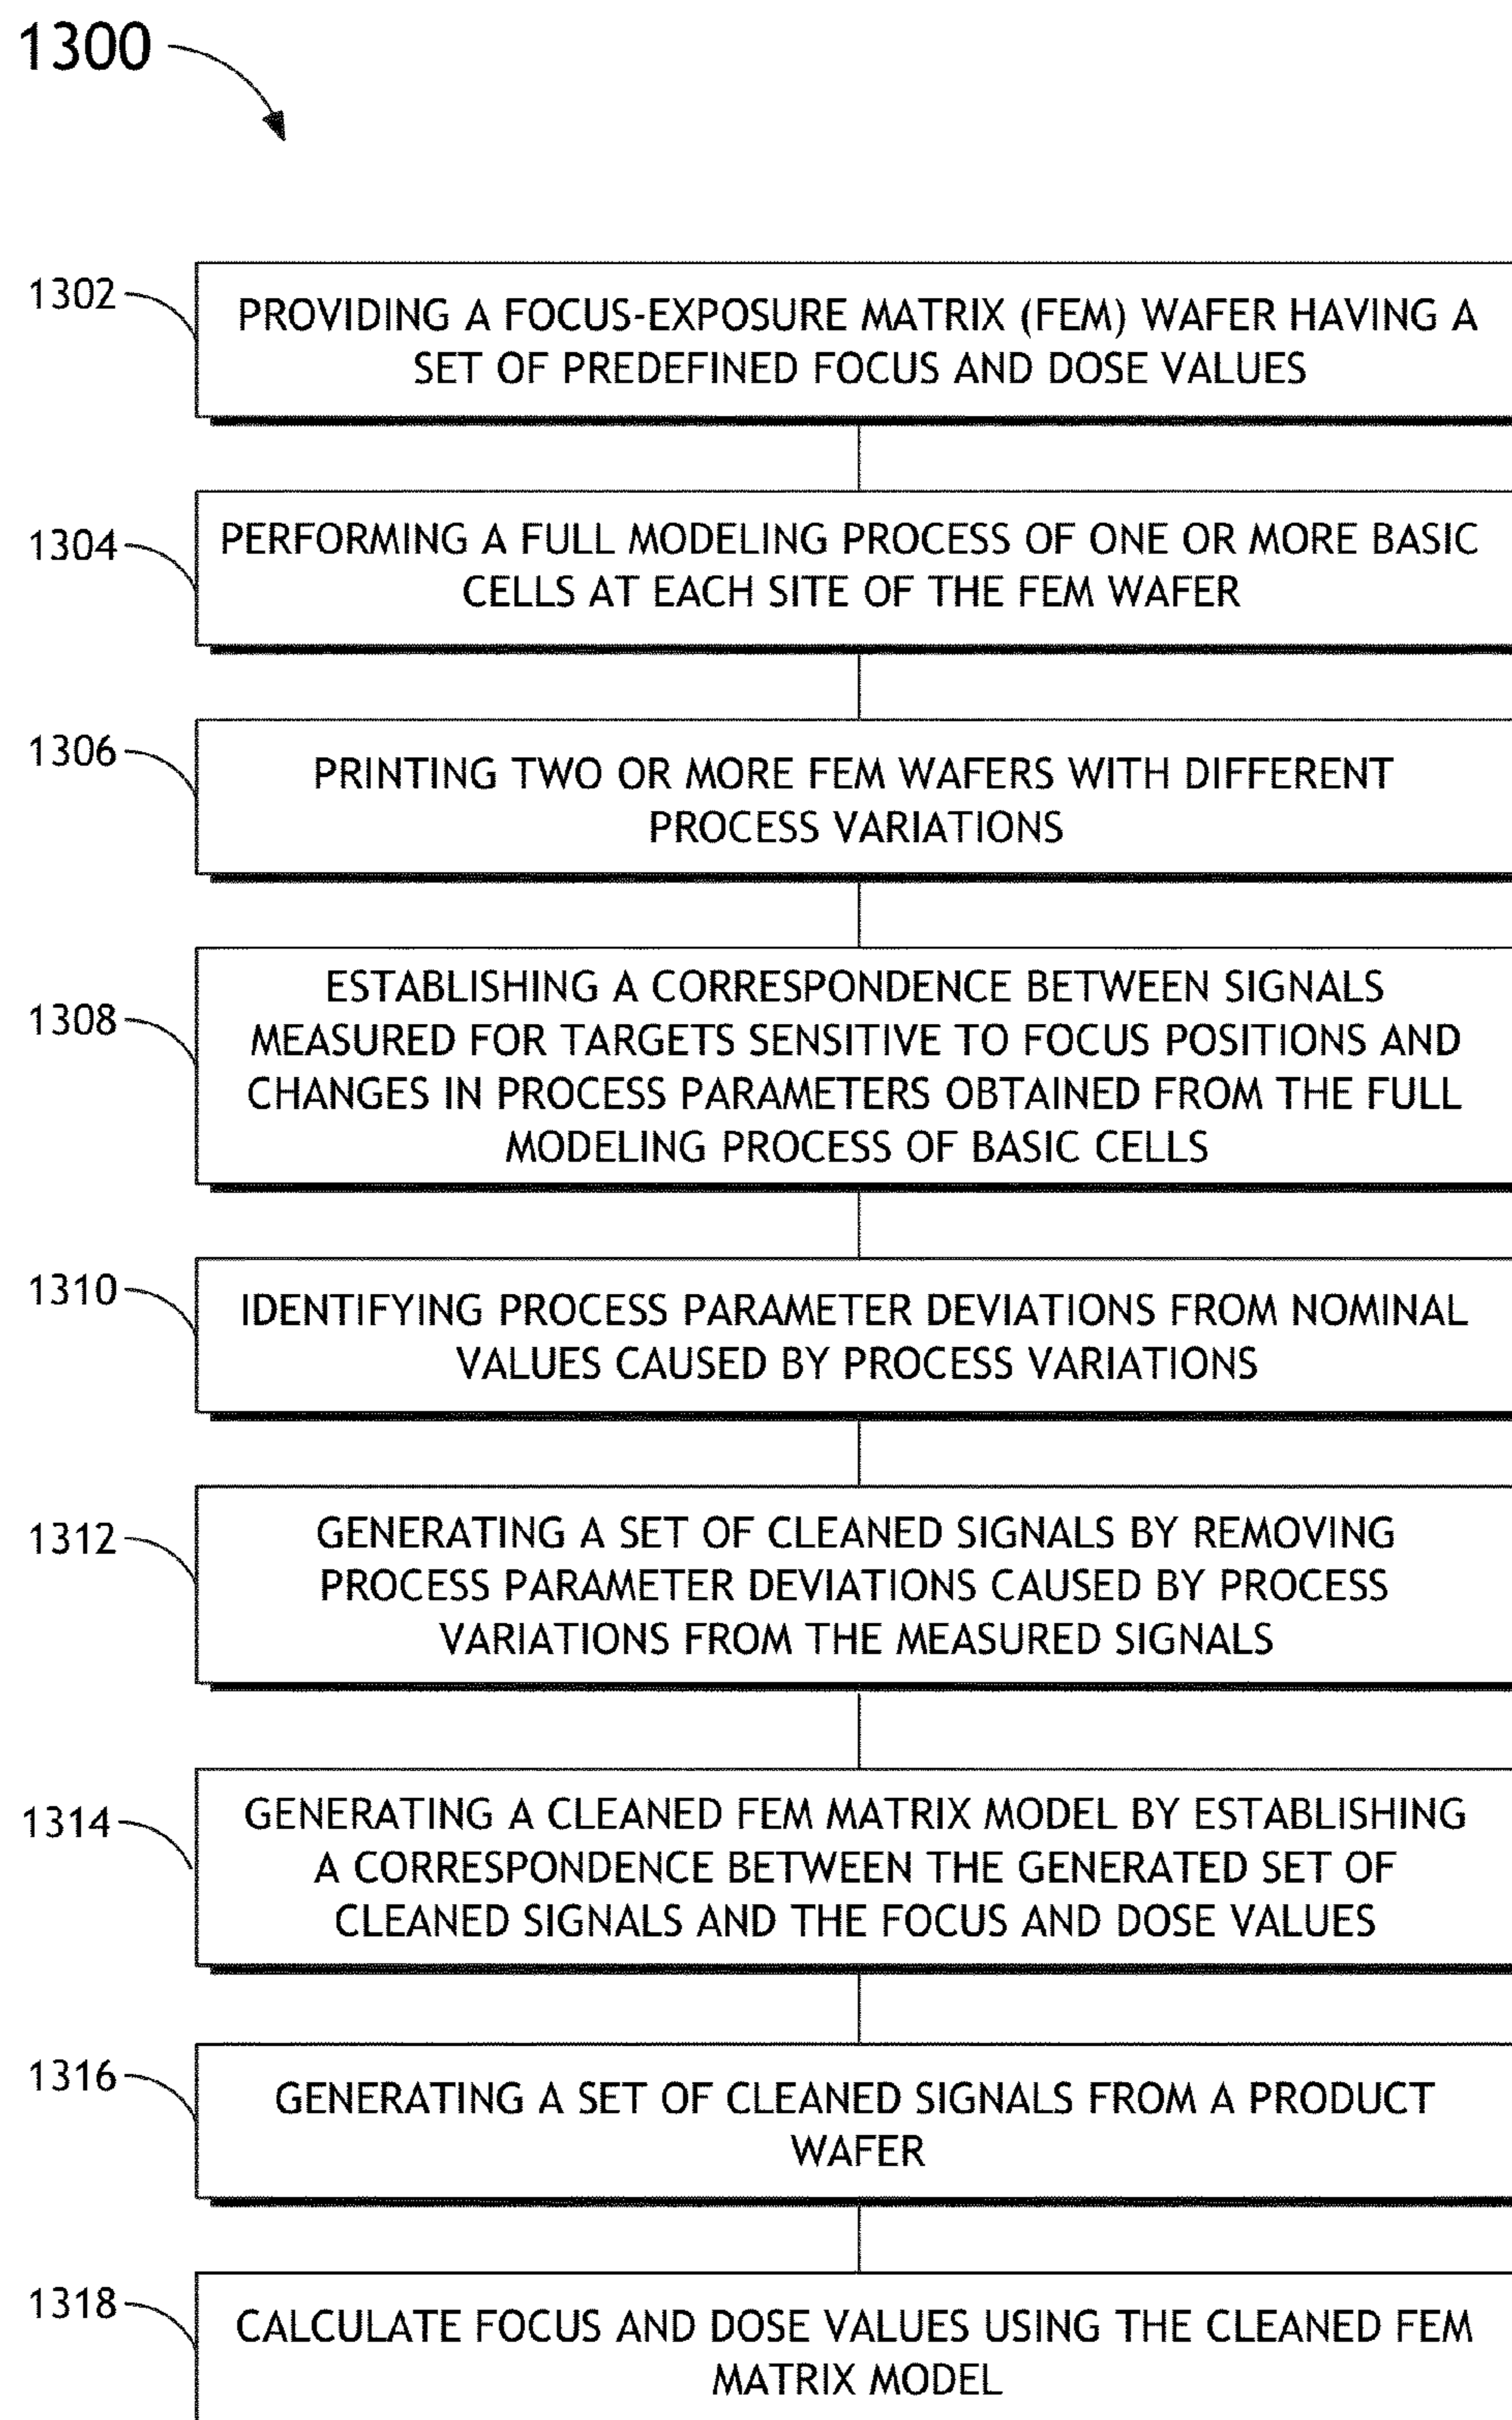 1300
1302
PROVIDING A FOCUS-EXPOSURE MATRIX (FEM) WAFER HAVING A
SET OF PREDEFINED FOCUS AND DOSE VALUES
1304
PERFORMING A FULL MODELING PROCESS OF ONE OR MORE BASIC
CELLS AT EACH SITE OF THE FEM WAFER
1306
PRINTING TWO OR MORE FEM WAFERS WITH DIFFERENT
PROCESS VARIATIONS
1308
ESTABLISHING A CORRESPONDENCE BETWEEN SIGNALS
MEASURED FOR TARGETS SENSITIVE TO FOCUS POSITIONS AND
CHANGES IN PROCESS PARAMETERS OBTAINED FROM THE FULL
MODELING PROCESS OF BASIC CELLS
1310
IDENTIFYING PROCESS PARAMETER DEVIATIONS FROM NOMINAL
VALUES CAUSED BY PROCESS VARIATIONS
1312
GENERATING A SET OF CLEANED SIGNALS BY REMOVING
PROCESS PARAMETER DEVIATIONS CAUSED BY PROCESS
VARIATIONS FROM THE MEASURED SIGNALS
1314
GENERATING A CLEANED FEM MATRIX MODEL BY ESTABLISHING
A CORRESPONDENCE BETWEEN THE GENERATED SET OF
CLEANED SIGNALS AND THE FOCUS AND DOSE VALUES
1316
GENERATING A SET OF CLEANED SIGNALS FROM A PRODUCT
WAFER
1318
CALCULATE FOCUS AND DOSE VALUES USING THE CLEANED FEM
MATRIX MODEL